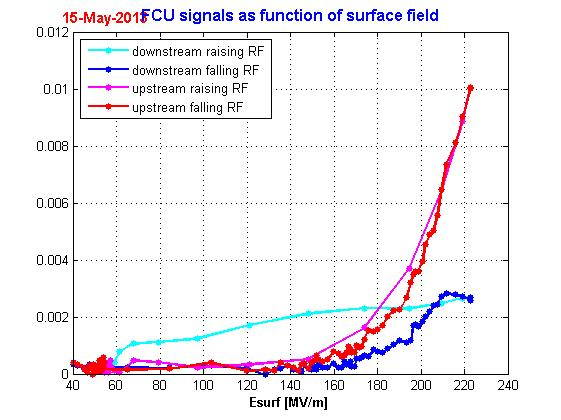 15-May-2013
FCU signals as function of surface field
0.012
0.01
0.008
0.006
0.004
0.002
0
downstream raising RF
downstream falling RF
upstream raising RF
upstream falling RF
40 60 80 100 120 140 160 180 200 220 240
Esurf [MV/m]